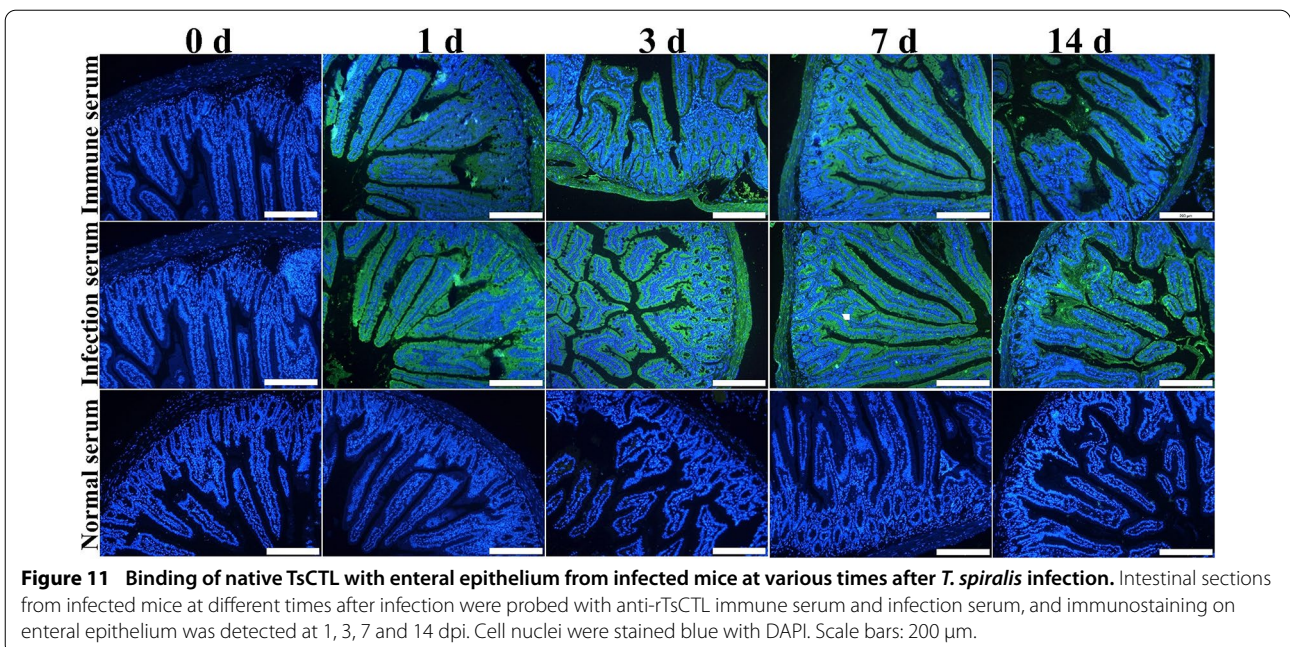 0 d 1 d 3 d 7 d 14 d
Immune serum
Infection serum
Normal serum
200 μm
Figure 11 Binding of native TsCTL with enteral epithelium from infected mice at various times after T. spiralis infection. Intestinal sections
from infected mice at different times after infection were probed with anti-rTsCTL immune serum and infection serum, and immunostaining on
enteral epithelium was detected at 1, 3, 7 and 14 dpi. Cell nuclei were stained blue with DAPI. Scale bars: 200 μm.